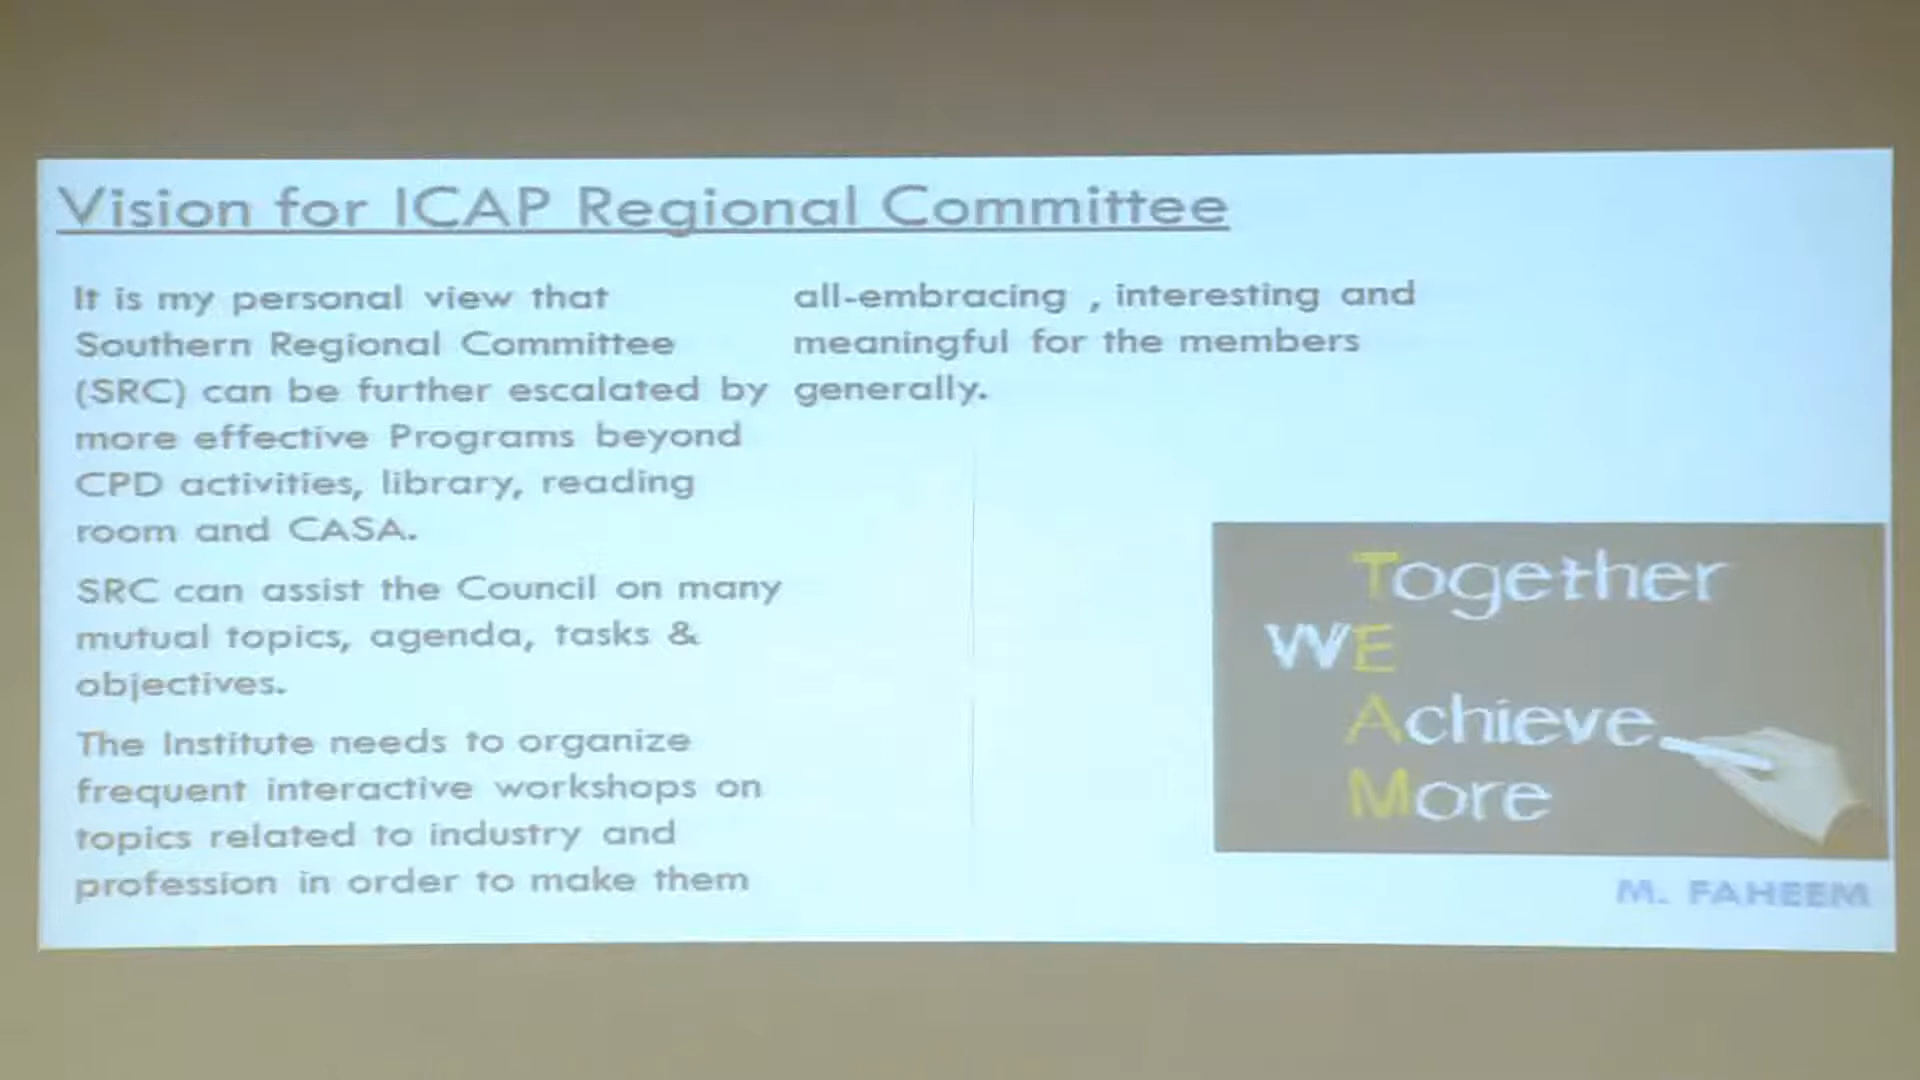 Vision for ICAP Regional Committee
It is my personal view that
Southern Regional Committee
(SRC) can be further escalated by
more effective Programs beyond
CPD activities, library, reading
room and CASA.
SRC can assist the Council on many
mutual topics, agenda, tasks &
objectives.
The Institute needs to organize
frequent interactive workshops on
topics related to industry and
profession in order to make them
all-embracing , interesting and
meaningful for the members
generally.
Together
WE
Achieve
More
M. FAHEEM